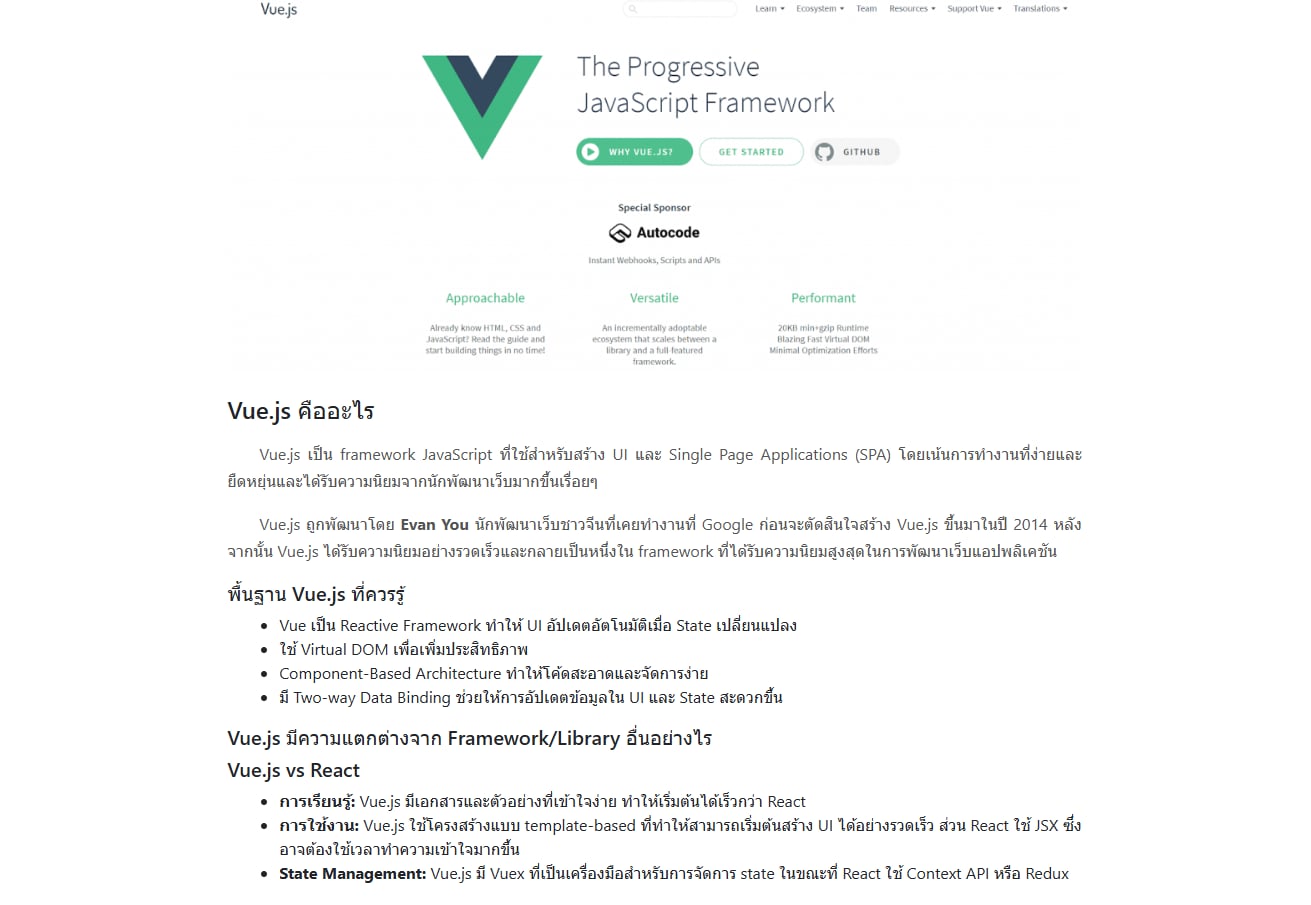 Vue.js
Learn Ecosystem Team Resources Support Vue Translations
The Progressive
JavaScript Framework
WHY VUE.JS? GET STARTED GITHUB
Special Sponsor
Autocode
Instant Webhooks, Scripts and APIs
Approachable
Already know HTML, CSS and
JavaScript? Read the guide and
start building things in no time!
Versatile
An incrementally adoptable
ecosystem that scales between a
library and a full-featured
framework.
Performant
20KB min+gzip Runtime
Blazing Fast Virtual DOM
Minimal Optimization Efforts
Vue.js คืออะไร
Vue.js เป็น framework JavaScript ที่ใช้สำหรับสร้าง UI และ Single Page Applications (SPA) โดยเน้นการทำงานที่ง่ายและ
ยืดหยุ่นและได้รับความนิยมจากนักพัฒนาเว็บมากขึ้นเรื่อยๆ
Vue.js ถูกพัฒนาโดย Evan You นักพัฒนาเว็บชาวจีนที่เคยทำงานที่ Google ก่อนจะตัดสินใจสร้าง Vue.js ขึ้นมาในปี 2014 หลัง
จากนั้น Vue.js ได้รับความนิยมอย่างรวดเร็วและกลายเป็นหนึ่งใน framework ที่ได้รับความนิยมสูงสุดในการพัฒนาเว็บแอปพลิเคชัน
พื้นฐาน Vue.js ที่ควรรู้
• Vue เป็น Reactive Framework ทำให้ UI อัปเดตอัตโนมัติเมื่อ State เปลี่ยนแปลง
• ใช้ Virtual DOM เพื่อเพิ่มประสิทธิภาพ
• Component-Based Architecture ทำให้โค้ดสะอาดและจัดการง่าย
• มี Two-way Data Binding ช่วยให้การอัปเดตข้อมูลใน UI และ State สะดวกขึ้น
Vue.js มีความแตกต่างจาก Framework/Library อื่นอย่างไร
Vue.js vs React
• การเรียนรู้: Vue.js มีเอกสารและตัวอย่างที่เข้าใจง่าย ทำให้เริ่มต้นได้เร็วกว่า React
• การใช้งาน: Vue.js ใช้โครงสร้างแบบ template-based ที่ทำให้สามารถเริ่มต้นสร้าง UI ได้อย่างรวดเร็ว ส่วน React ใช้ JSX ซึ่ง
อาจต้องใช้เวลาทำความเข้าใจมากขึ้น
• State Management: Vue.js มี Vuex ที่เป็นเครื่องมือสำหรับการจัดการ state ในขณะที่ React ใช้ Context API หรือ Redux